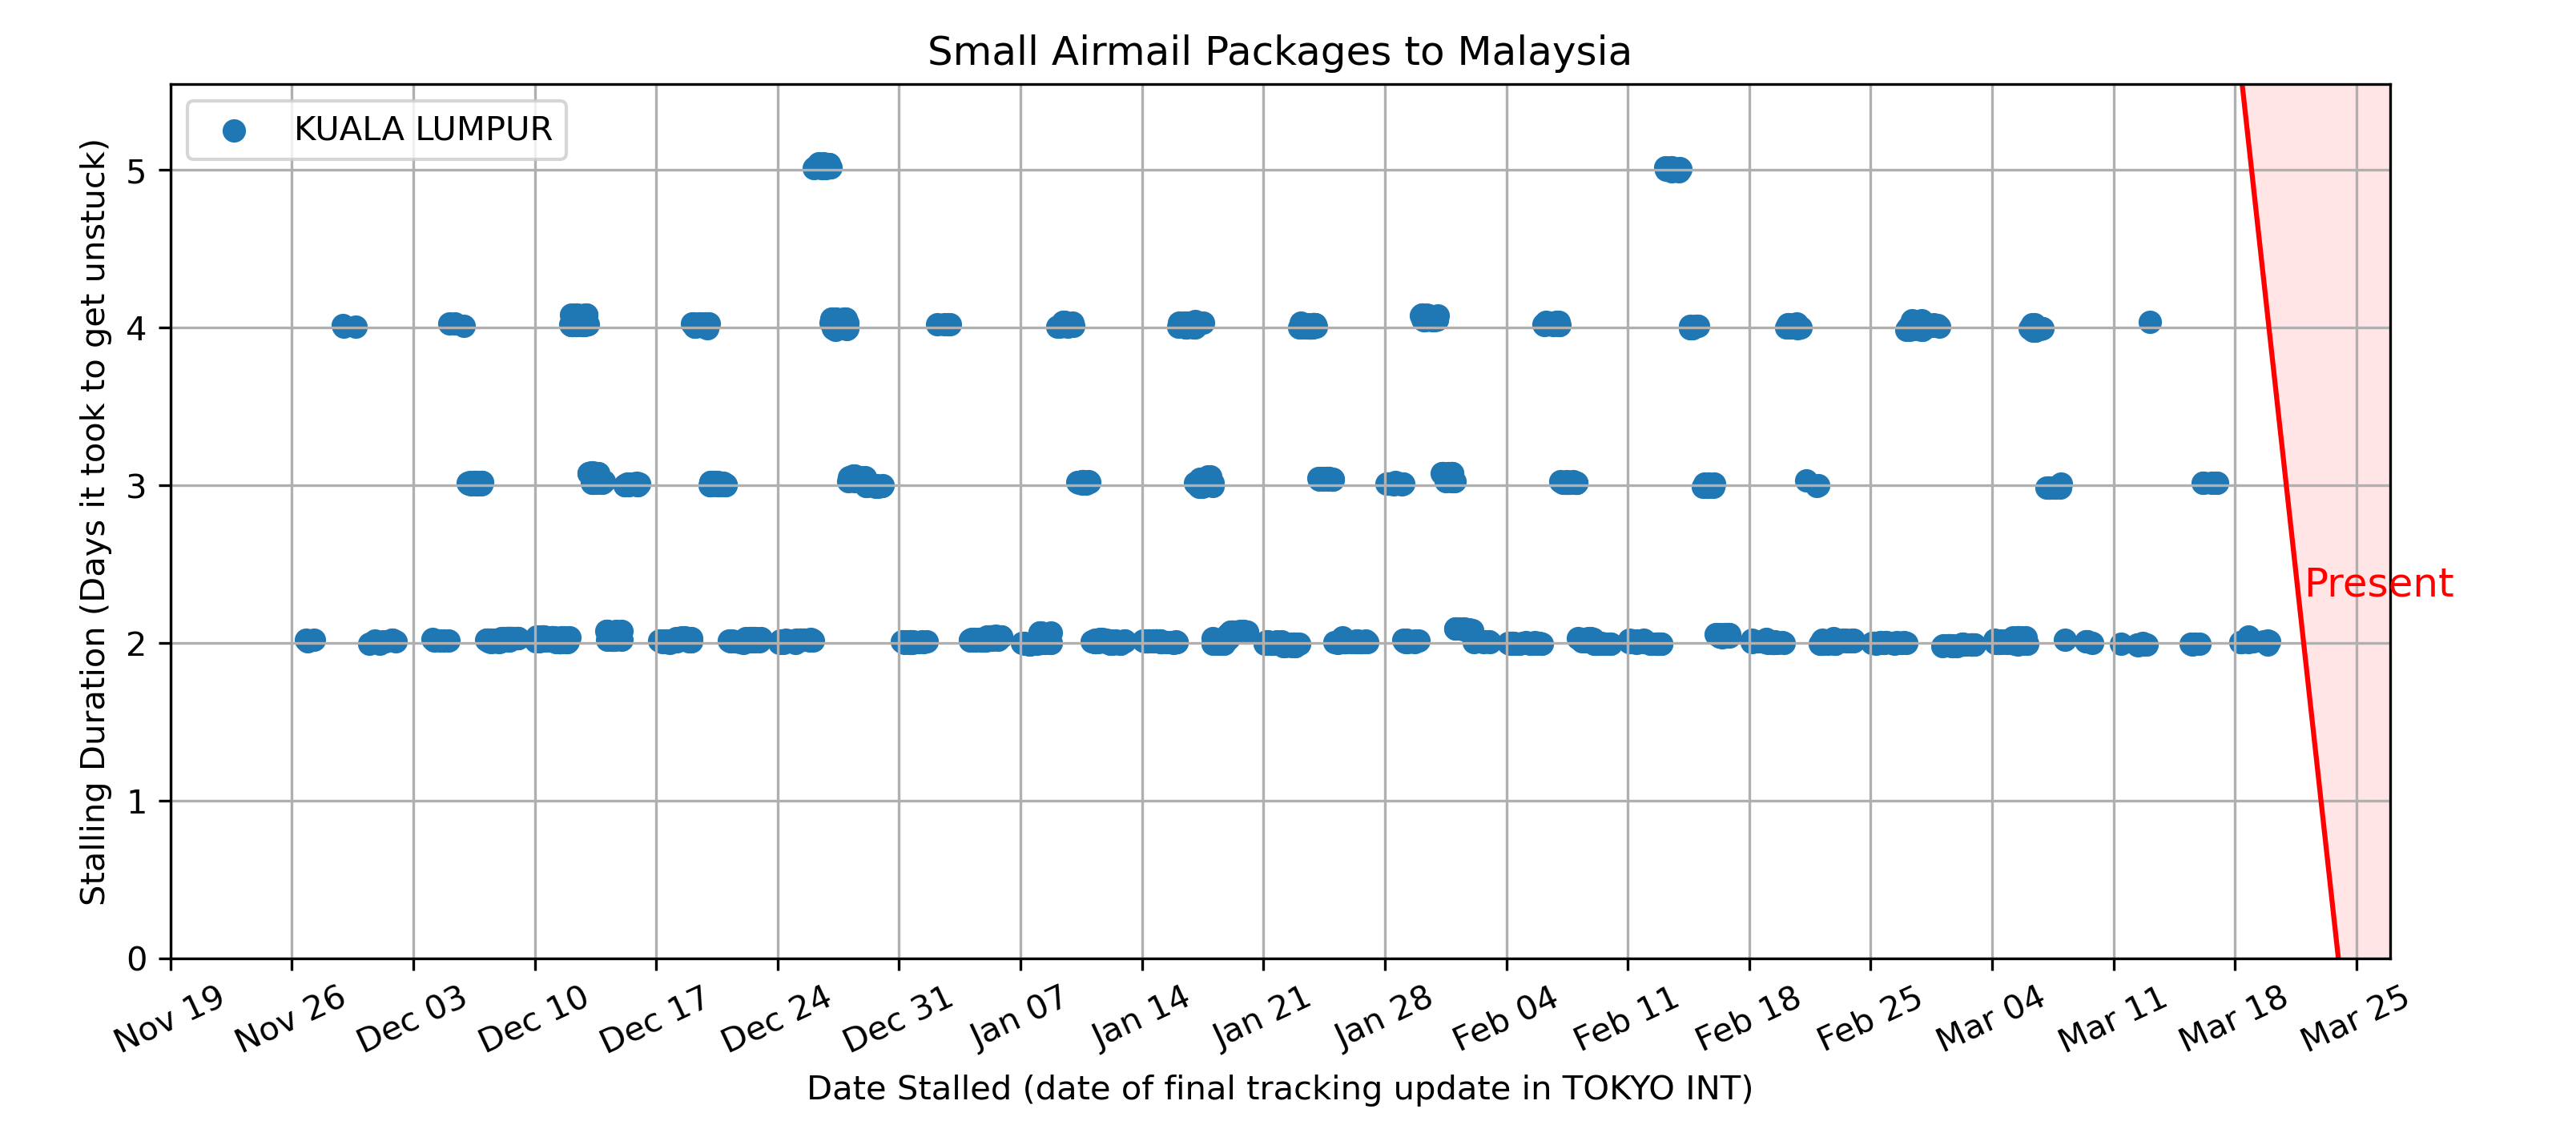 Small Airmail Packages to Malaysia
KUALA LUMPUR
Stalling Duration (Days it took to get unstuck)
5
4
3
2
1
0
Present
Nov 19
Nov 26
Dec 03
Dec 10
Dec 17
Dec 24
Dec 31
Jan 07
Jan 14
Jan 21
Jan 28
Feb 04
Feb 11
Feb 18
Feb 25
Mar 04
Mar 11
Mar 18
Mar 25
Date Stalled (date of final tracking update in TOKYO INT)